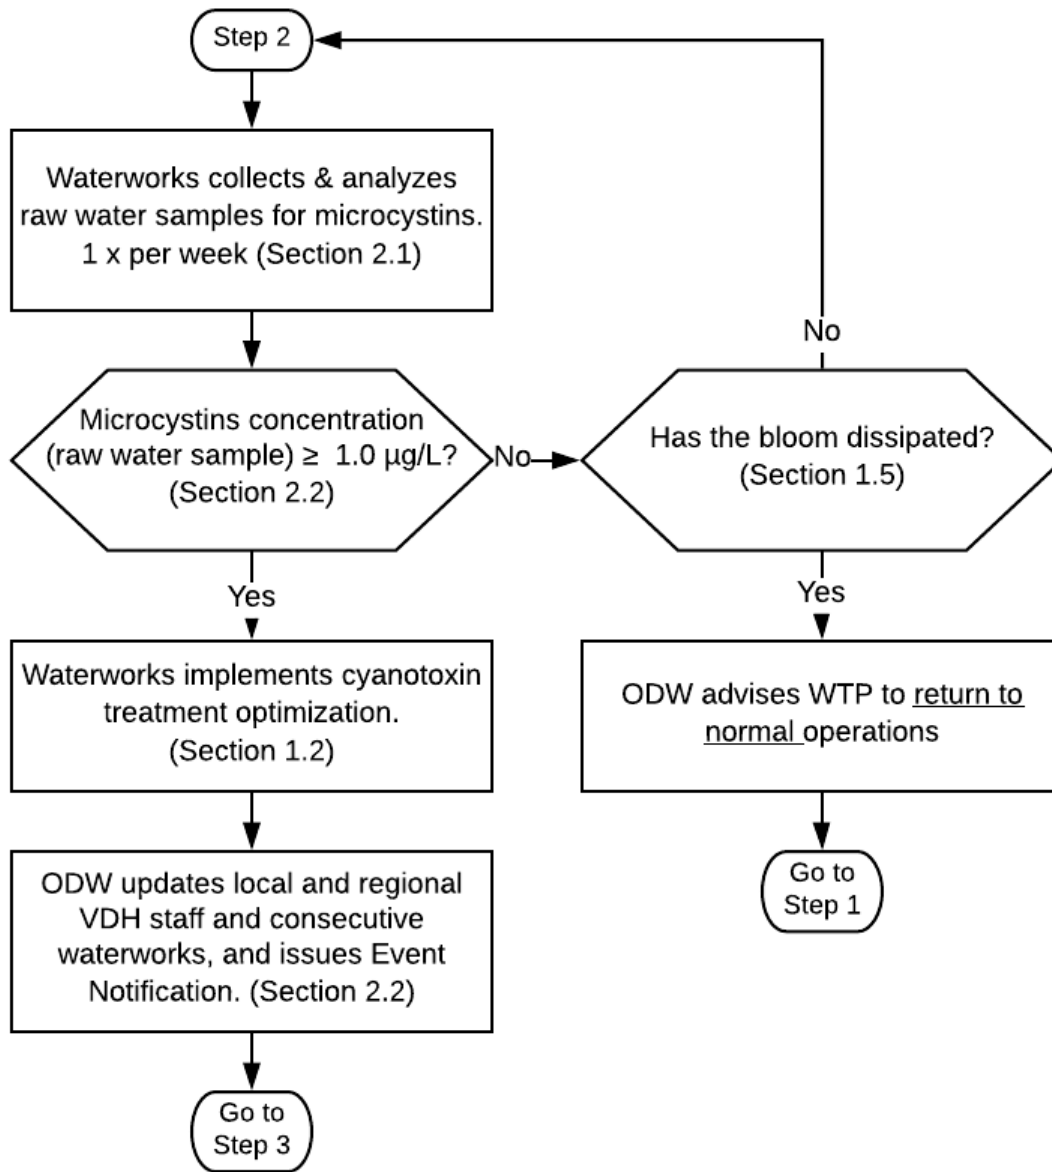 Step 2
Waterworks collects & analyzes
raw water samples for microcystins.
1 x per week (Section 2.1)
Microcystins concentration
(raw water sample) ≥ 1.0 µg/L?
(Section 2.2)
No
Has the bloom dissipated?
(Section 1.5)
No
Yes
Waterworks implements cyanotoxin
treatment optimization.
(Section 1.2)
ODW updates local and regional
VDH staff and consecutive
waterworks, and issues Event
Notification. (Section 2.2)
Go to
Step 3
Yes
ODW advises WTP to return to
normal operations
Go to
Step 1